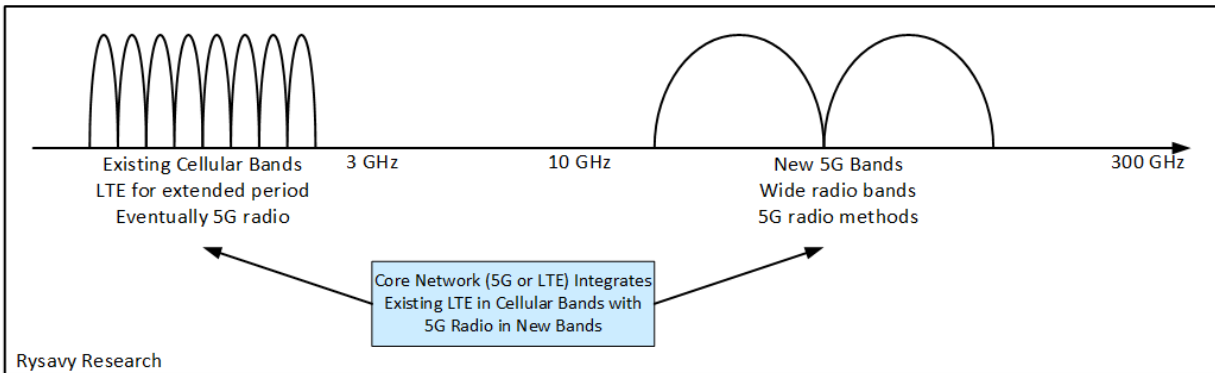 Existing Cellular Bands
LTE for extended period
Eventually 5G radio
3 GHz
10 GHz
New 5G Bands
Wide radio bands
5G radio methods
300 GHz
Core Network (5G or LTE) Integrates
Existing LTE in Cellular Bands with
5G Radio in New Bands
Rysavy Research